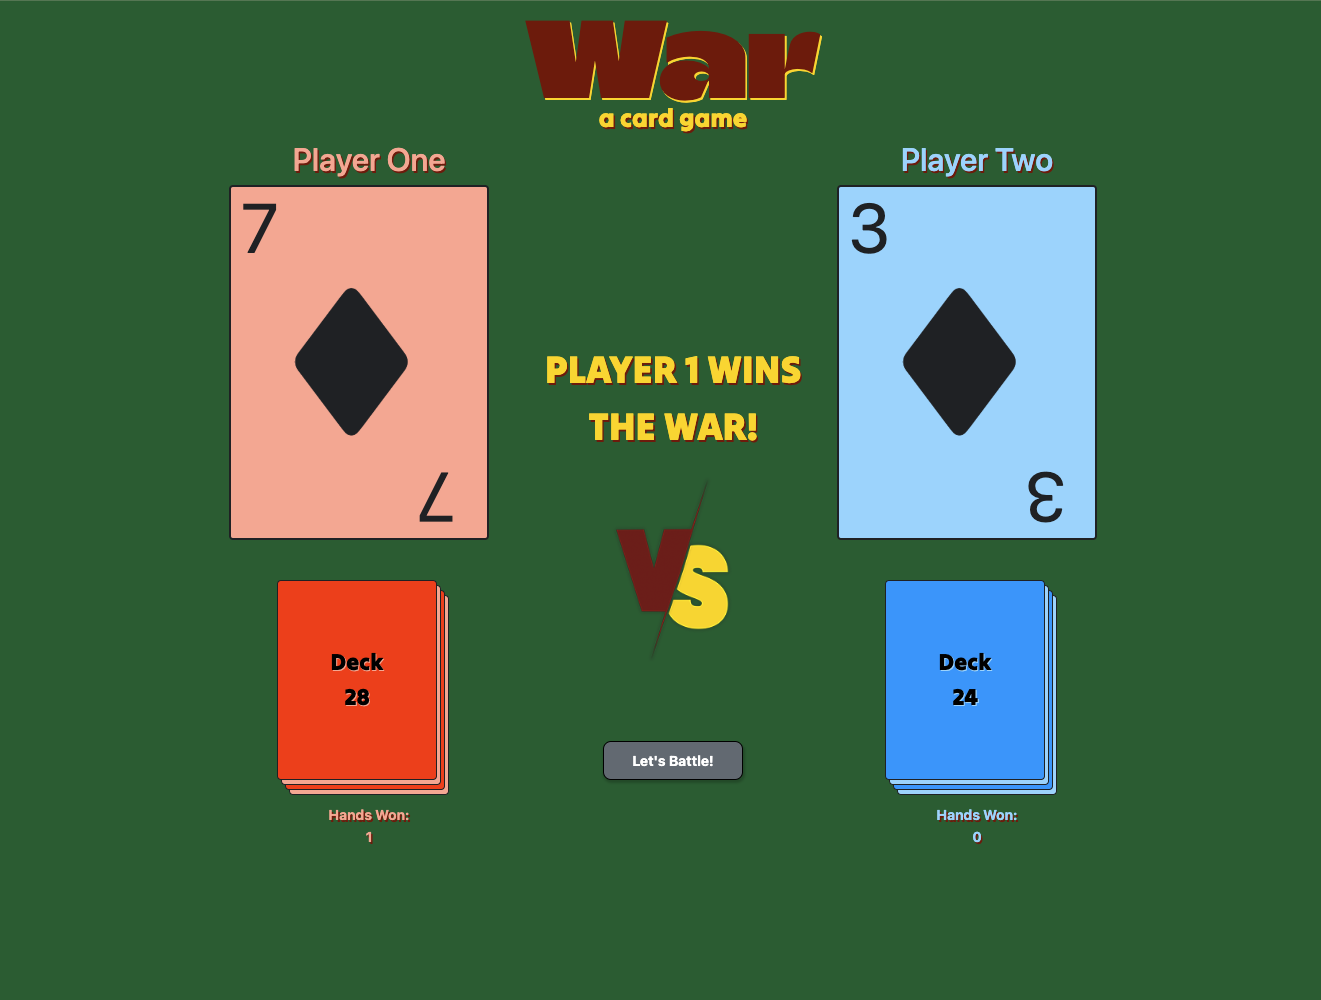 War
a card game
Player One
Player Two
7
7
3
3
PLAYER 1 WINS
THE WAR!
VS
Deck
28
Deck
24
Let's Battle!
Hands Won:
1
Hands Won:
0